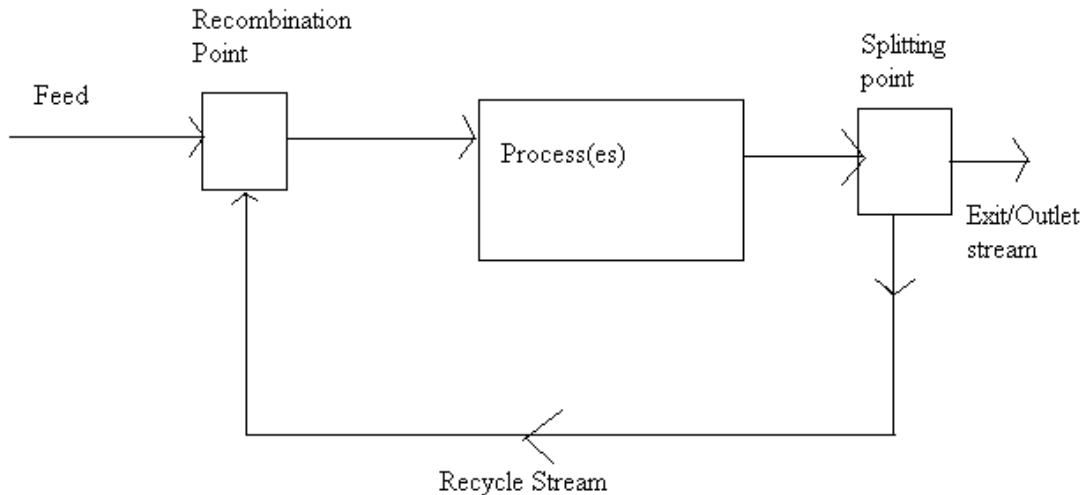 Recombination
Point
Feed
Process(es)
Splitting
point
Exit/Outlet
stream
Recycle Stream